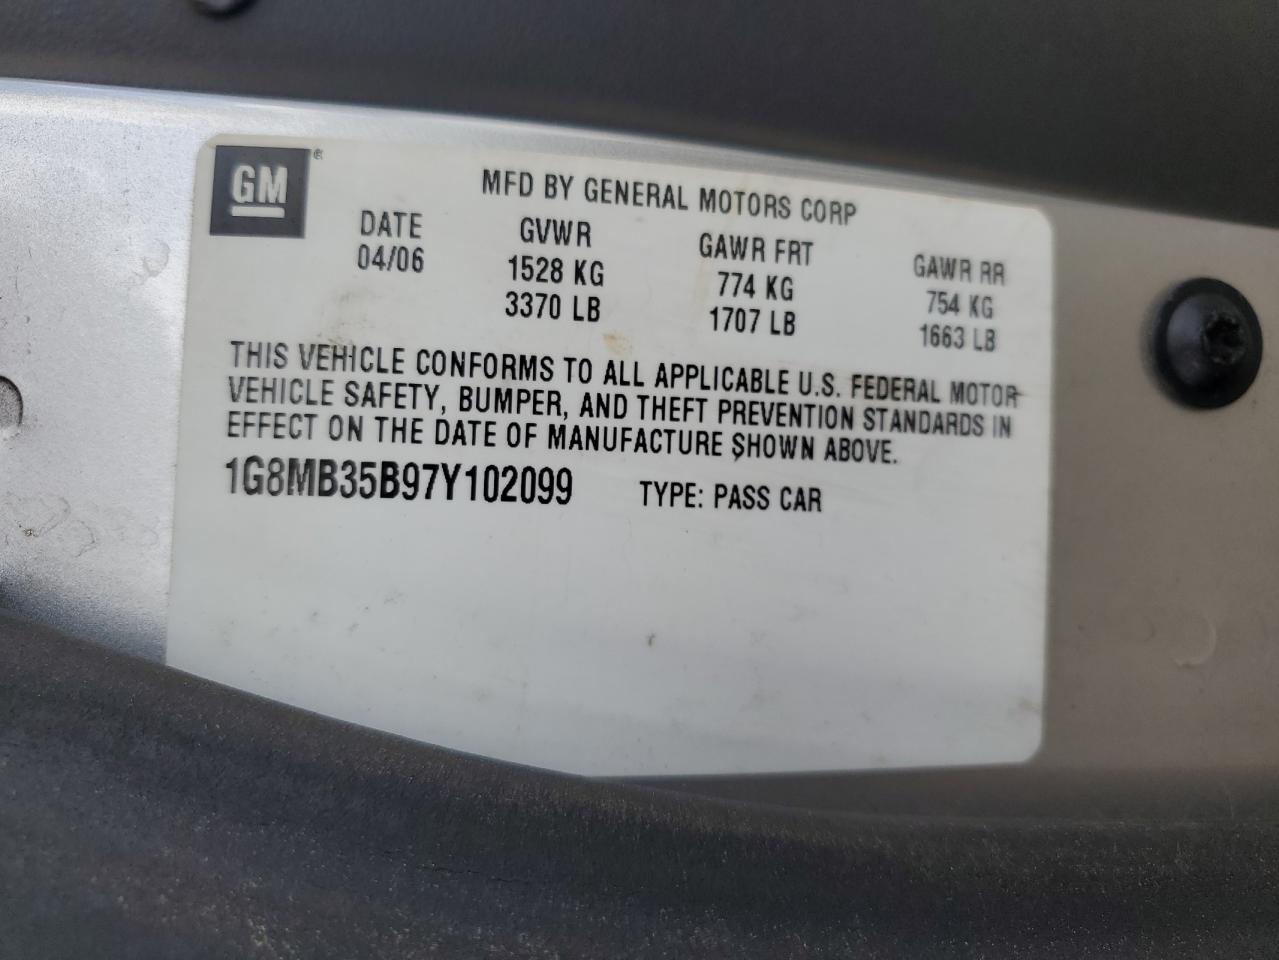 GM®
MFD BY GENERAL MOTORS CORP
DATE GVWR GAWR FRT GAWR RR
04/06 1528 KG 774 KG 754 KG
3370 LB 1707 LB 1663 LB
THIS VEHICLE CONFORMS TO ALL APPLICABLE U.S. FEDERAL MOTOR
VEHICLE SAFETY, BUMPER, AND THEFT PREVENTION STANDARDS IN
EFFECT ON THE DATE OF MANUFACTURE SHOWN ABOVE.
1G8MB35B97Y102099 TYPE: PASS CAR